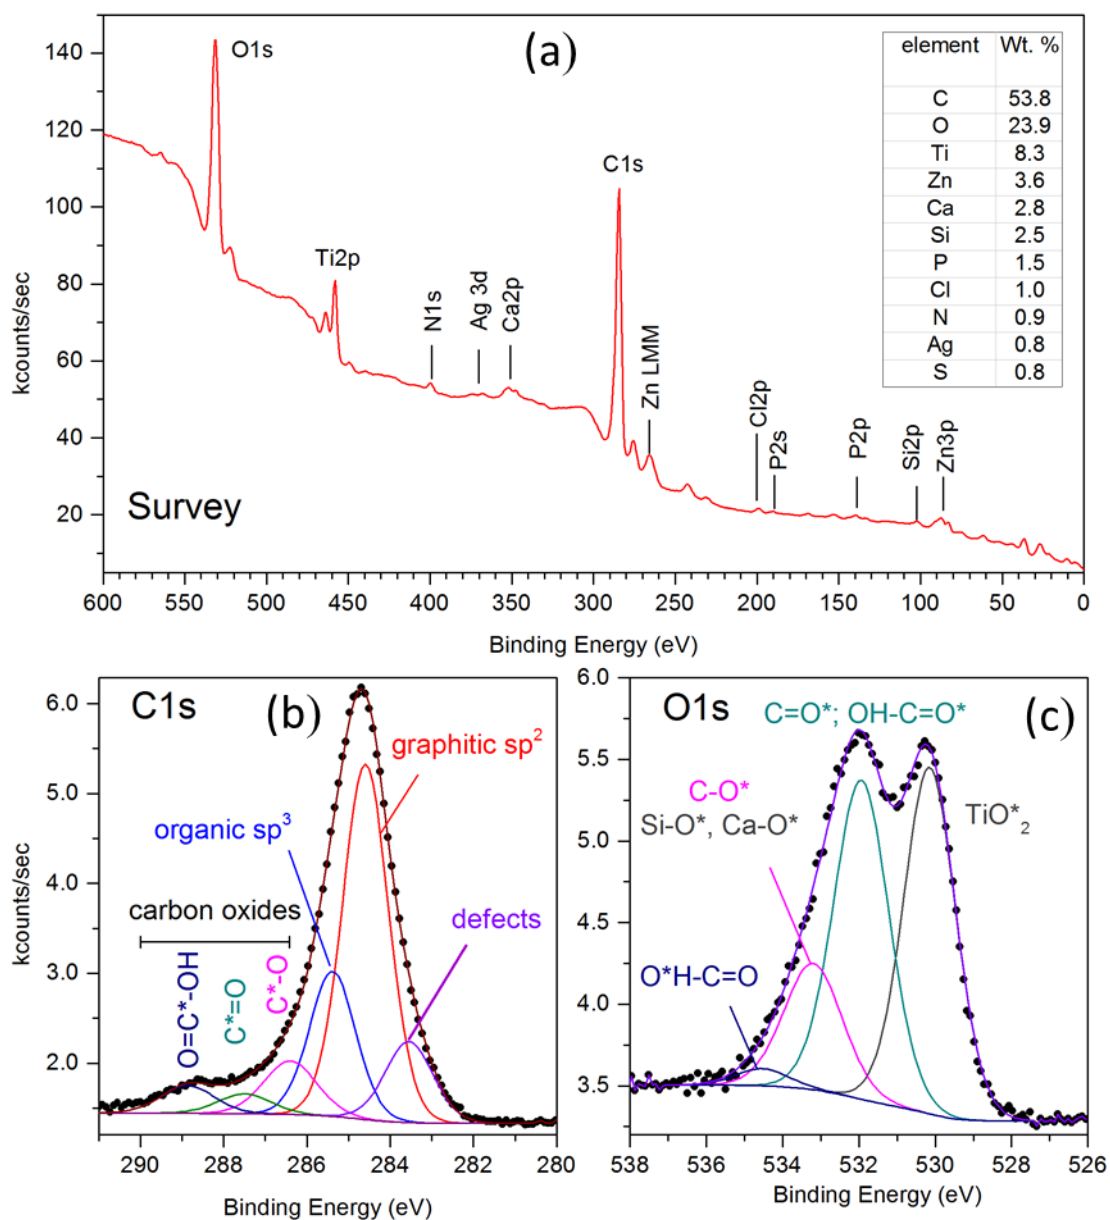 (a)
O1s
Ti2p
N1s
Ag 3d
Ca2p
C1s
Zn LMM
Cl2p
P2s
P2p
Si2p
Zn3p
element Wt. %
C 53.8
O 23.9
Ti 8.3
Zn 3.6
Ca 2.8
Si 2.5
P 1.5
Cl 1.0
N 0.9
Ag 0.8
S 0.8
Survey
kcounts/sec
140
120
100
80
60
40
20
600 550 500 450 400 350 300 250 200 150 100 50 0
Binding Energy (eV)
C1s
(b)
graphitic sp²
organic sp³
defects
carbon oxides
O=C*-OH
C*=O
C*-O
kcounts/sec
6.0
5.0
4.0
3.0
2.0
290 288 286 284 282 280
Binding Energy (eV)
O1s
(c)
C=O*; OH-C=O*
C-O*
Si-O*, Ca-O*
TiO*₂
O*H-C=O
6.0
5.5
5.0
4.5
4.0
3.5
538 536 534 532 530 528 526
Binding Energy (eV)